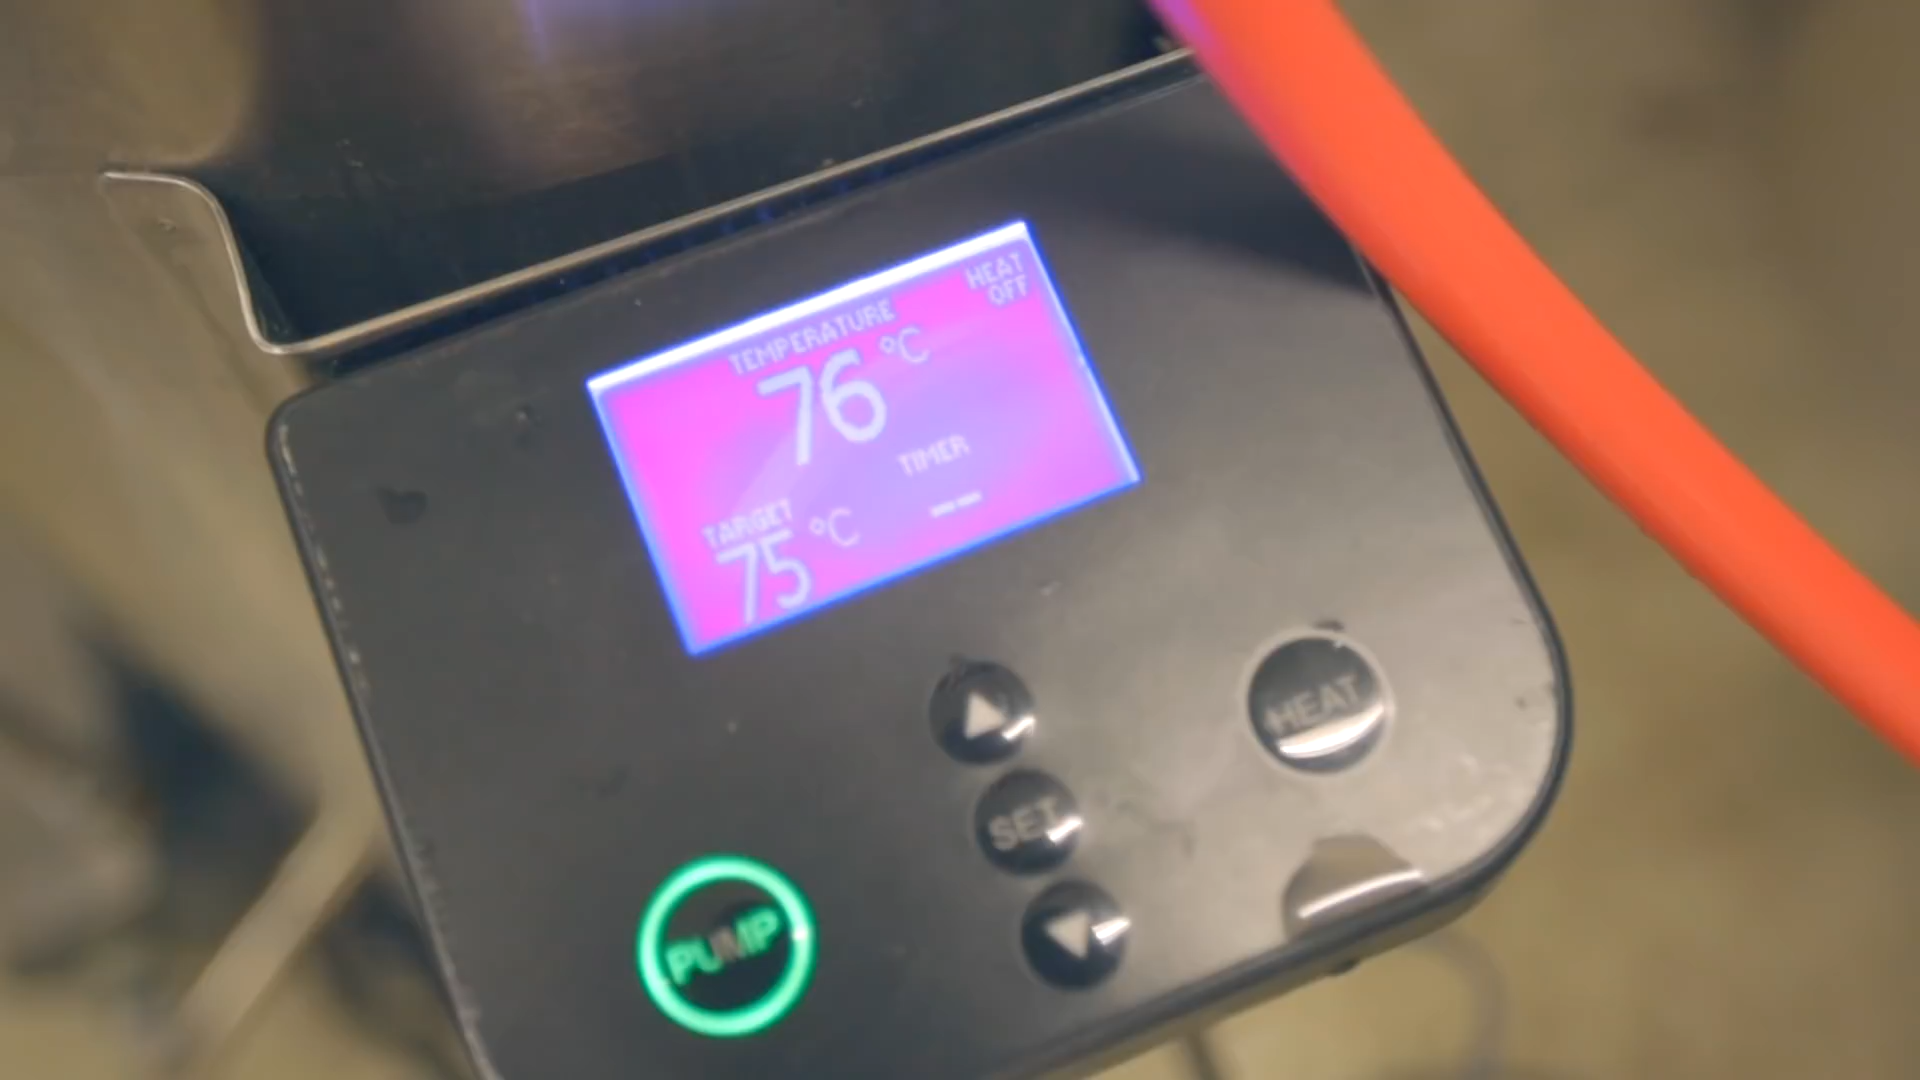 HEAT
OFF
TEMPERATURE
76 °C
TIMER
-- --
TARGET
75 °C
HEAT
SET
PUMP